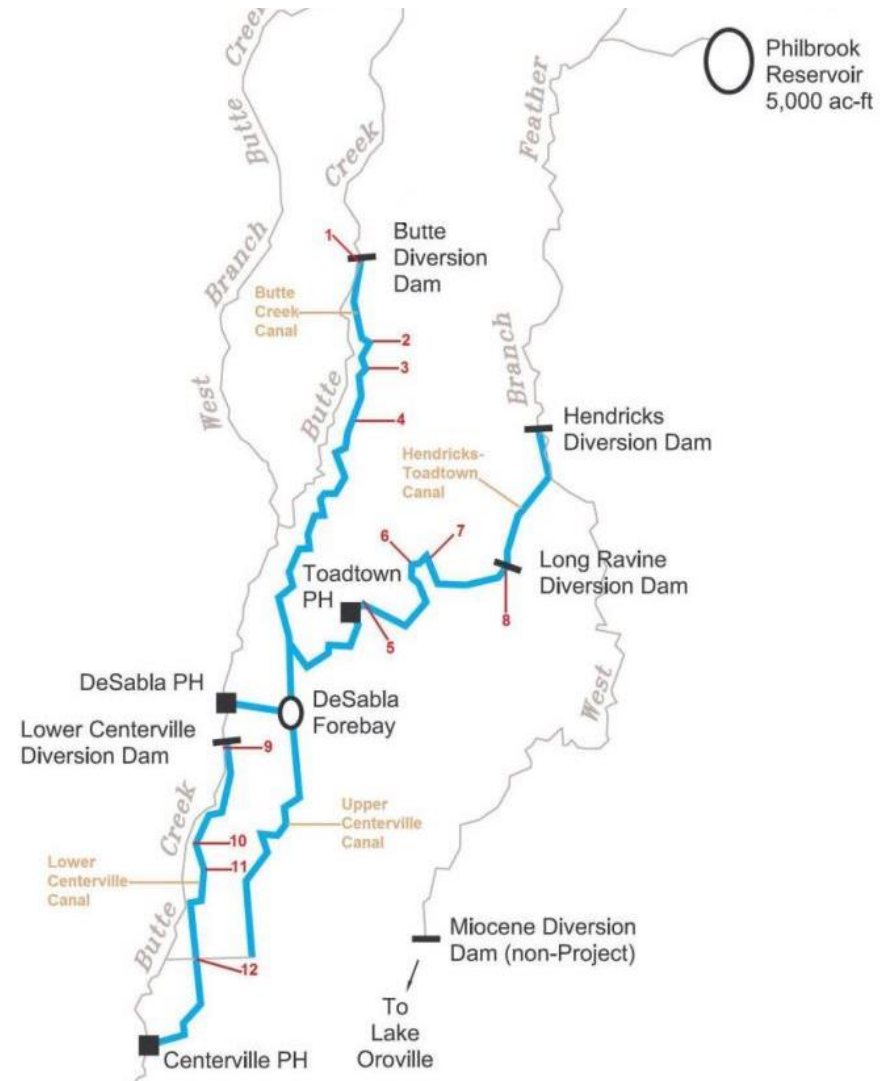 Creek
Butte
Branch
West
Creek
Butte
Feather
Branch
West
Philbrook
Reservoir
5,000 ac-ft
1
Butte
Diversion
Dam
Butte
Creek
Canal
2
3
4
Hendricks
Diversion Dam
Hendricks-
Toadtown
Canal
6
7
Toadtown
PH
Long Ravine
Diversion Dam
5
8
DeSabla PH
DeSabla
Forebay
Lower Centerville
Diversion Dam
9
Upper
Centerville
Canal
10
Creek
Butte
11
Lower
Centerville
Canal
12
Miocene Diversion
Dam (non-Project)
To
Lake
Oroville
Centerville PH